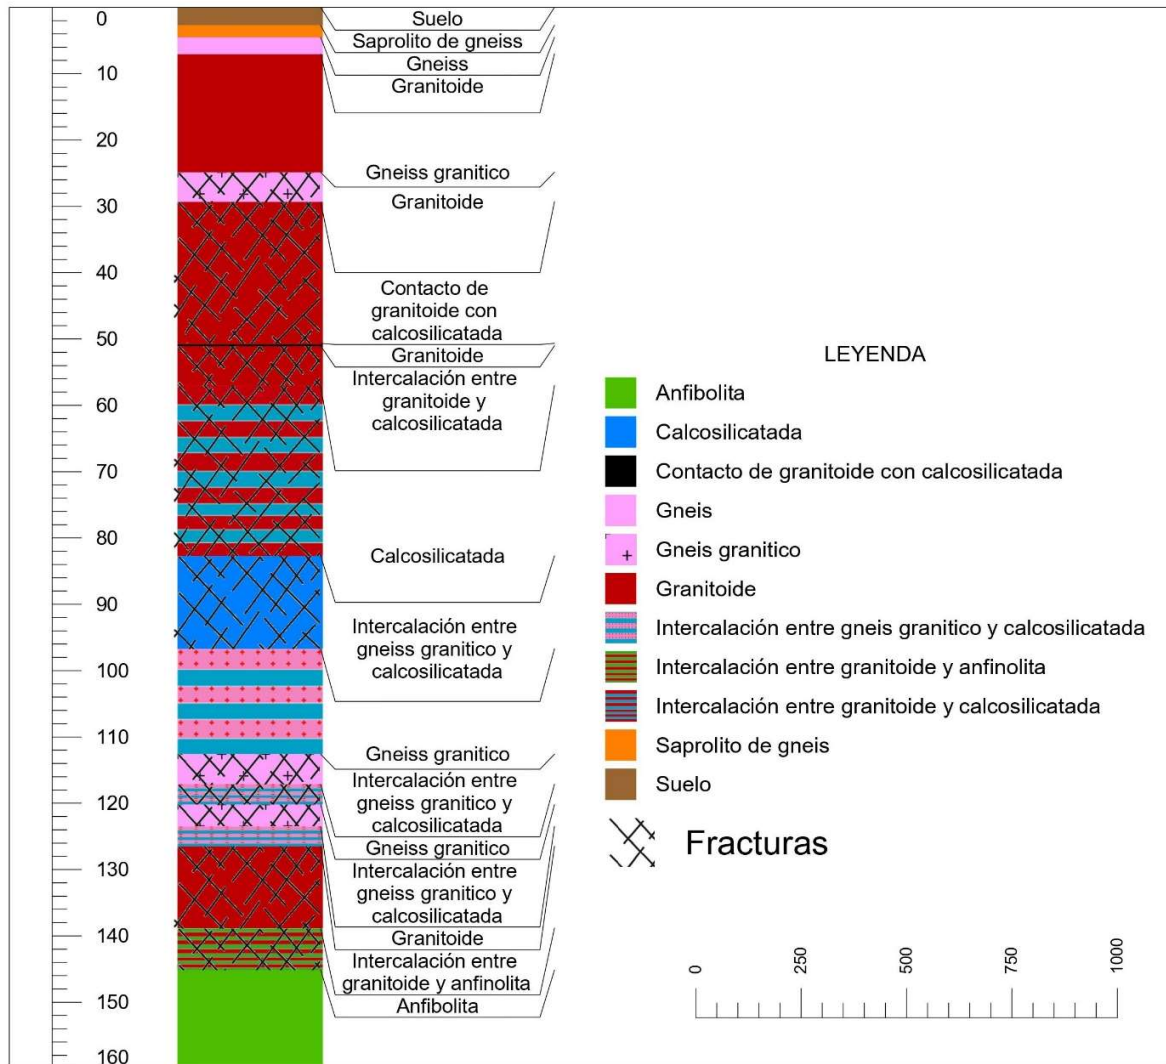 0
Suelo
Saprolito de gneiss
Gneiss
10
Granitoide
20
Gneiss granitico
30
Granitoide
40
Contacto de
granitoide con
calcosilicatada
50
Granitoide
Intercalación entre
granitoide y
calcosilicatada
60
70
80
Calcosilicatada
90
Intercalación entre
gneiss granitico y
calcosilicatada
100
110
Gneiss granitico
Intercalación entre
gneiss granitico y
calcosilicatada
120
Gneiss granitico
130
Intercalación entre
gneiss granitico y
calcosilicatada
140
Granitoide
Intercalación entre
granitoide y anfinolita
150
Anfibolita
160
LEYENDA
Anfibolita
Calcosilicatada
Contacto de granitoide con calcosilicatada
Gneis
Gneis granitico
Granitoide
Intercalación entre gneis granitico y calcosilicatada
Intercalación entre granitoide y anfinolita
Intercalación entre granitoide y calcosilicatada
Saprolito de gneis
Suelo
Fracturas
0 250 500 750 1000